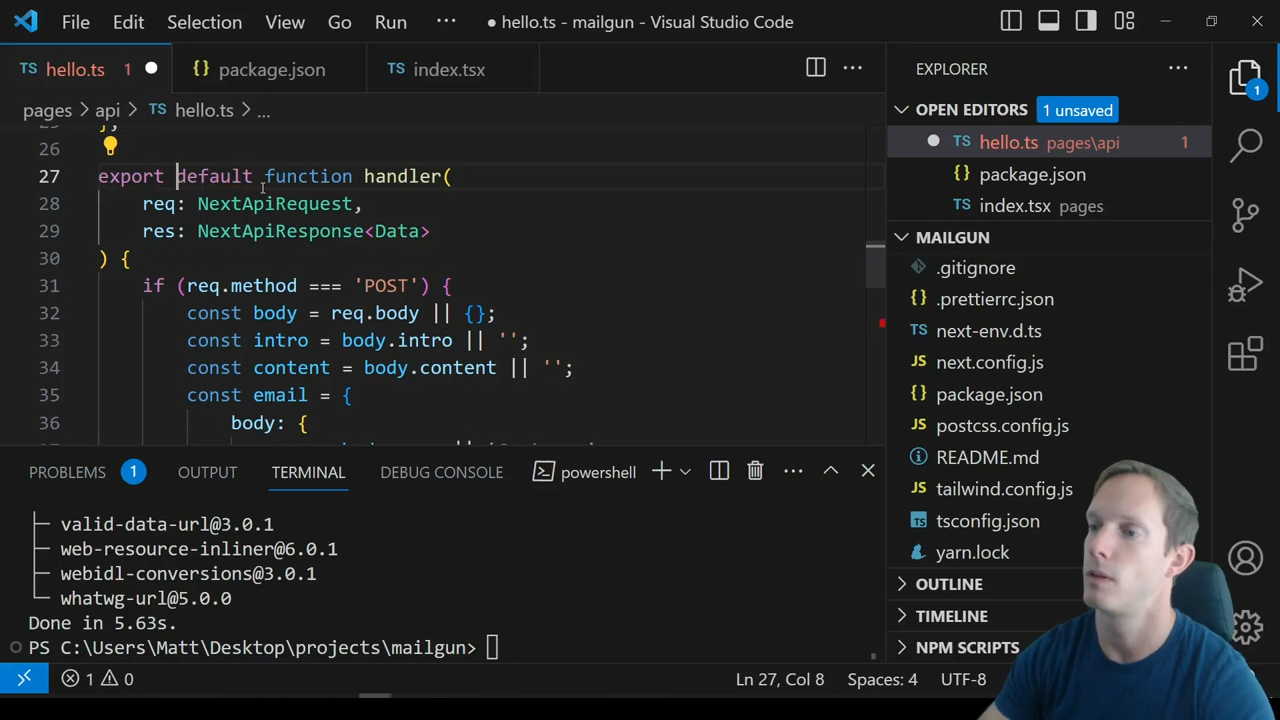 File Edit Selection View Go Run ··· ● hello.ts - mailgun - Visual Studio Code
TS hello.ts 1 ● {} package.json TS index.tsx
pages > api > TS hello.ts > ...
26
27 export default function handler(
28 req: NextApiRequest,
29 res: NextApiResponse<Data>
30 ) {
31 if (req.method === 'POST') {
32 const body = req.body || {};
33 const intro = body.intro || '';
34 const content = body.content || '';
35 const email = {
36 body: {
PROBLEMS 1 OUTPUT TERMINAL DEBUG CONSOLE powershell
├─ valid-data-url@3.0.1
├─ web-resource-inliner@6.0.1
├─ webidl-conversions@3.0.1
└─ whatwg-url@5.0.0
Done in 5.63s.
PS C:\Users\Matt\Desktop\projects\mailgun>
EXPLORER
OPEN EDITORS 1 unsaved
TS hello.ts pages\api 1
{} package.json
TS index.tsx pages
MAILGUN
.gitignore
{} .prettierrc.json
TS next-env.d.ts
JS next.config.js
{} package.json
JS postcss.config.js
README.md
JS tailwind.config.js
tsconfig.json
yarn.lock
OUTLINE
TIMELINE
NPM SCRIPTS
1
1 0 Ln 27, Col 8 Spaces: 4 UTF-8